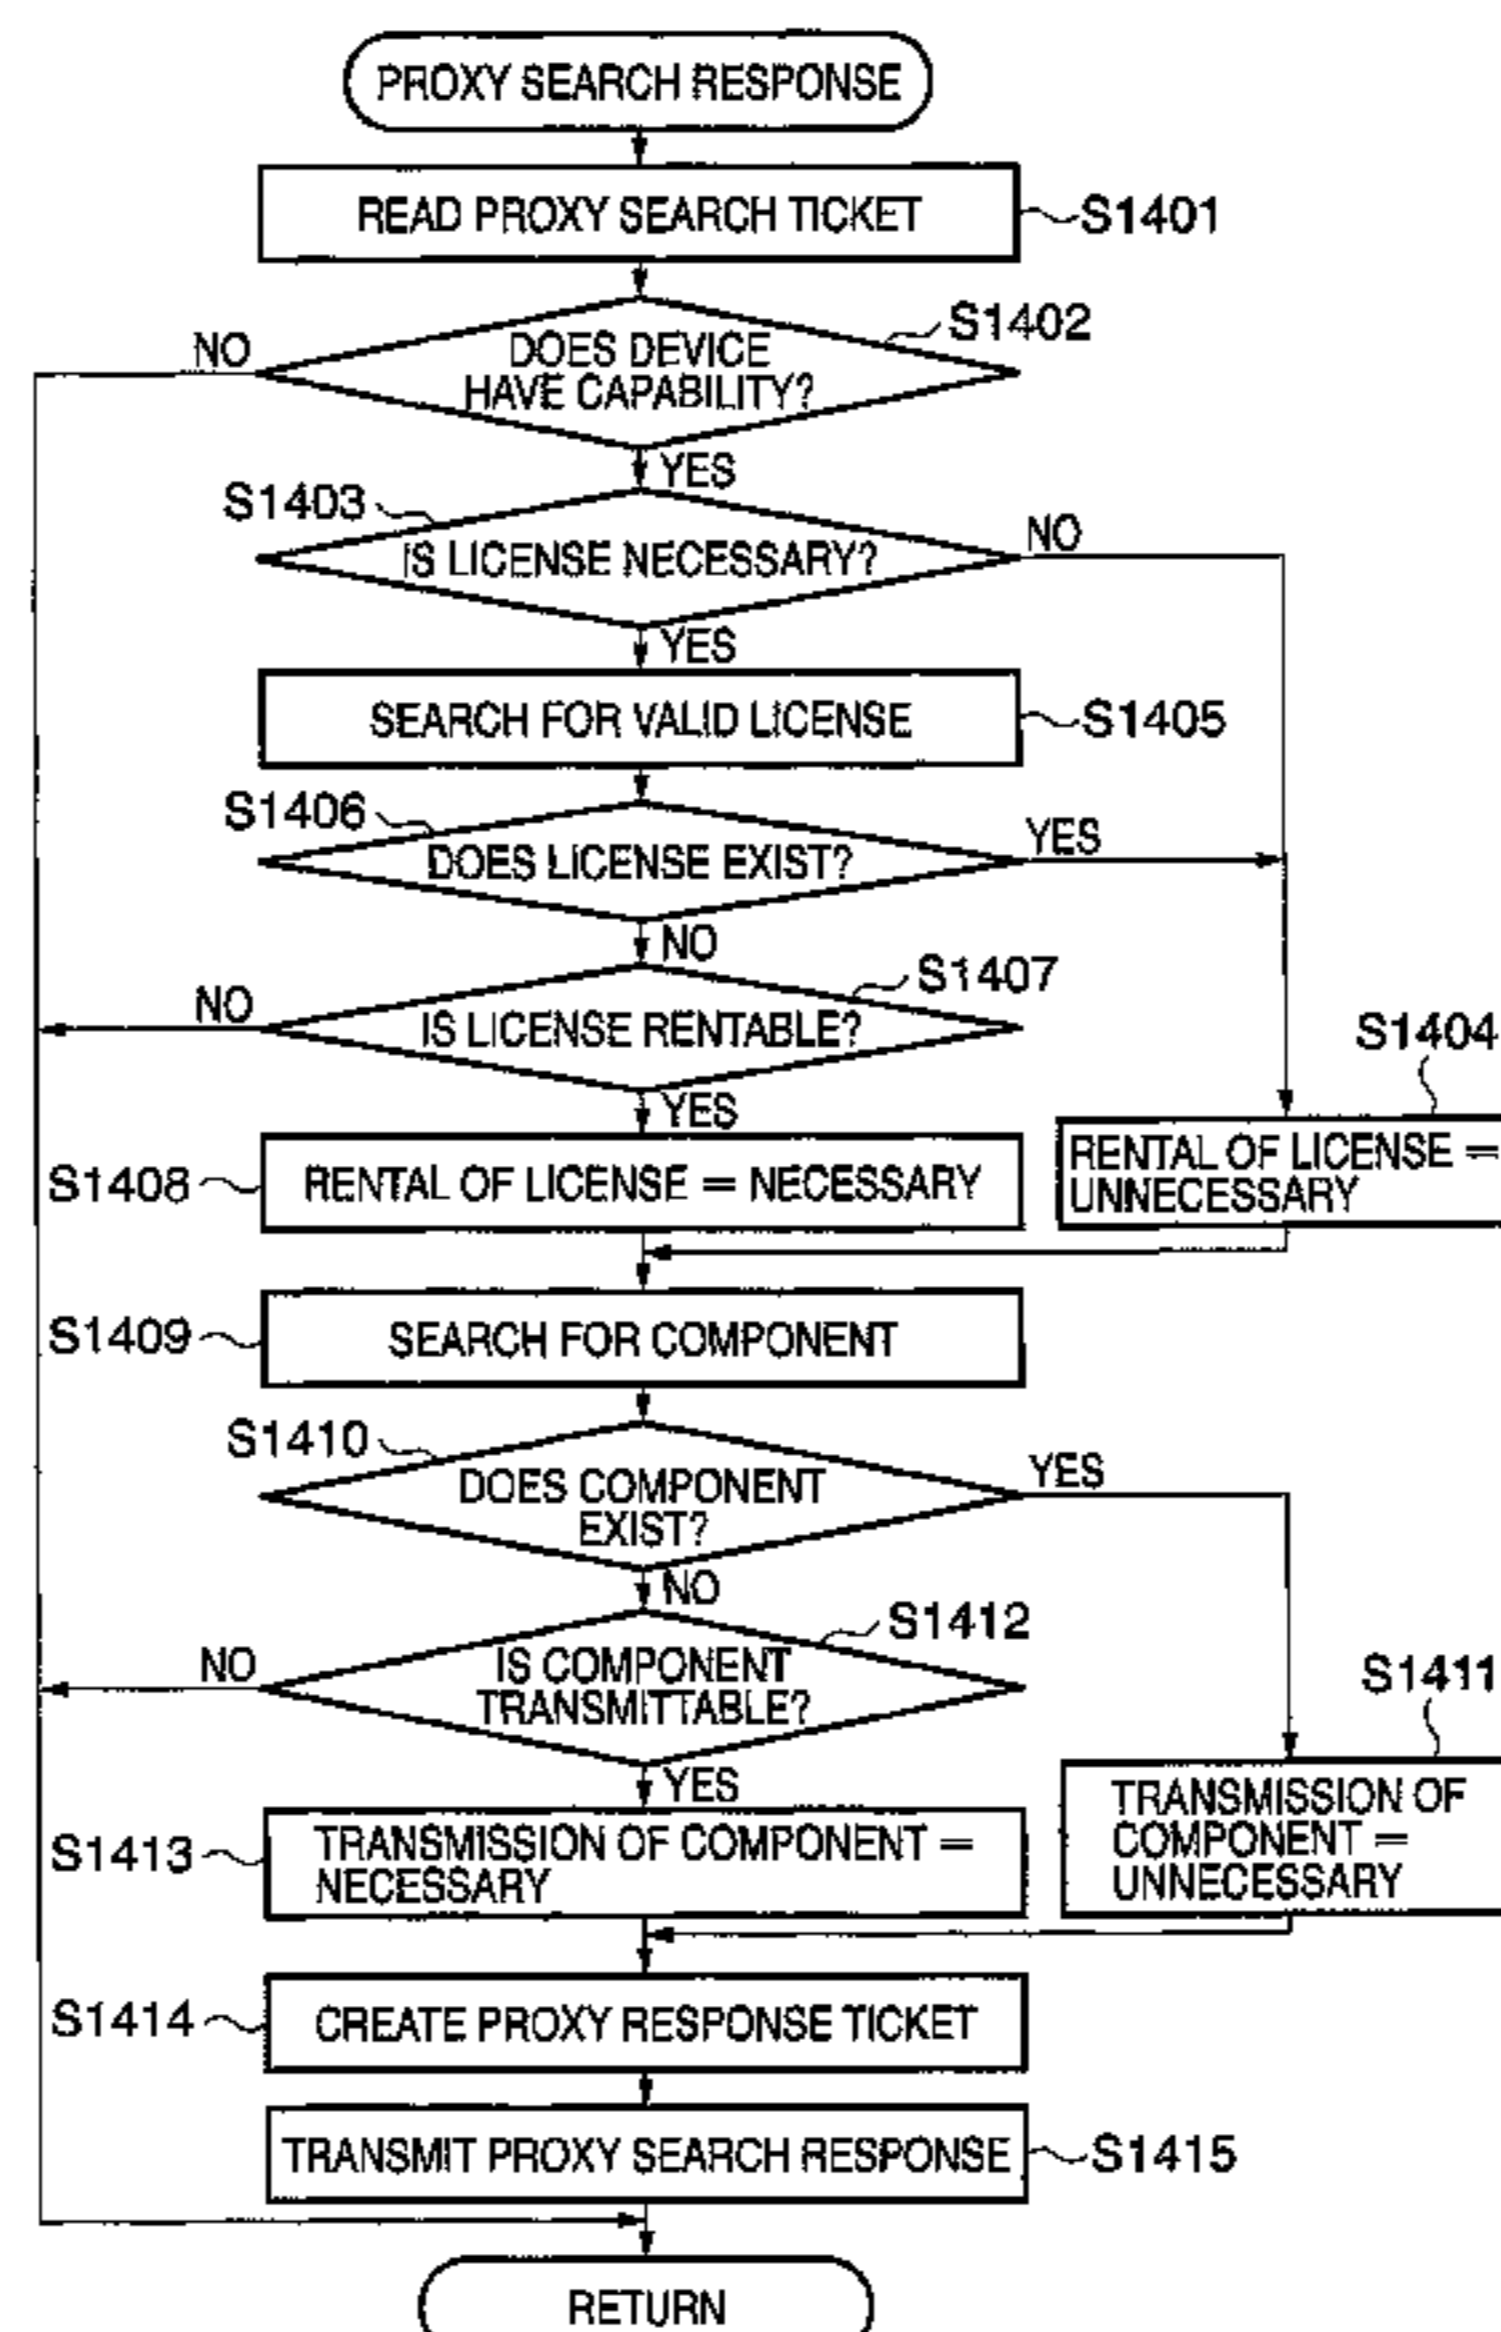 PROXY SEARCH RESPONSE
READ PROXY SEARCH TICKET
S1401
S1402
NO
DOES DEVICE
HAVE CAPABILITY?
YES
S1403
NO
IS LICENSE NECESSARY?
YES
SEARCH FOR VALID LICENSE
S1405
S1406
YES
DOES LICENSE EXIST?
NO
S1407
NO
IS LICENSE RENTABLE?
S1404
YES
RENTAL OF LICENSE =
UNNECESSARY
S1408
RENTAL OF LICENSE = NECESSARY
S1409
SEARCH FOR COMPONENT
S1410
YES
DOES COMPONENT
EXIST?
NO
S1412
NO
IS COMPONENT
TRANSMITTABLE?
S1411
YES
TRANSMISSION OF
COMPONENT =
UNNECESSARY
S1413
TRANSMISSION OF COMPONENT =
NECESSARY
S1414
CREATE PROXY RESPONSE TICKET
TRANSMIT PROXY SEARCH RESPONSE
S1415
RETURN